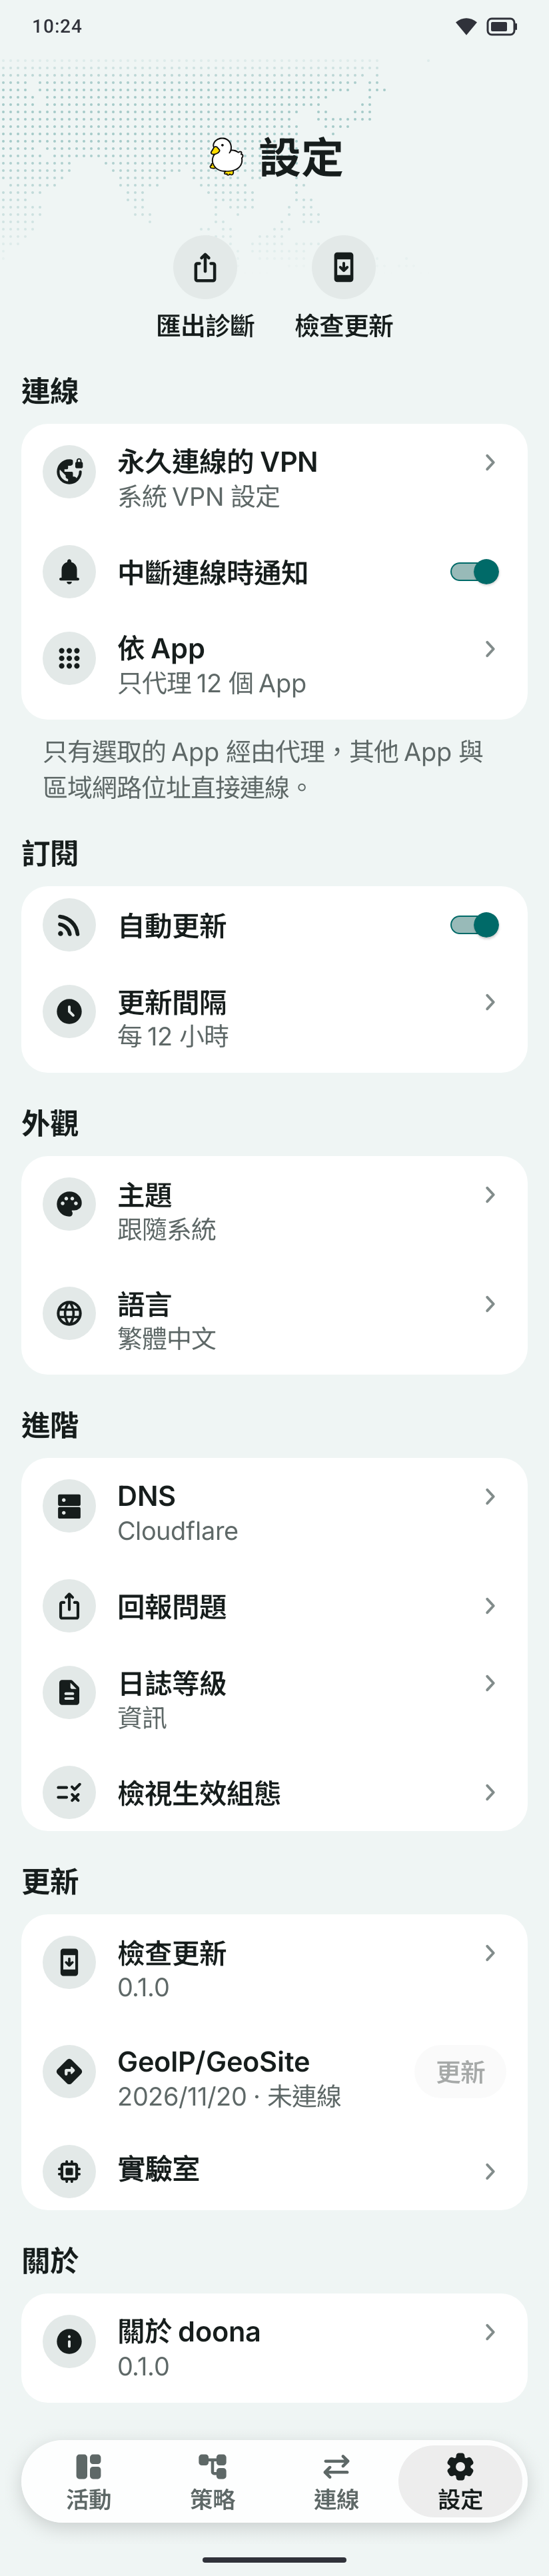 10:24
設定
匯出診斷
檢查更新
連線
永久連線的 VPN
系統 VPN 設定
中斷連線時通知
依 App
只代理 12 個 App
只有選取的 App 經由代理，其他 App 與
區域網路位址直接連線。
訂閱
自動更新
更新間隔
每 12 小時
外觀
主題
跟隨系統
語言
繁體中文
進階
DNS
Cloudflare
回報問題
日誌等級
資訊
檢視生效組態
更新
檢查更新
0.1.0
GeoIP/GeoSite
更新
2026/11/20 · 未連線
實驗室
關於
關於 doona
0.1.0
活動
策略
連線
設定